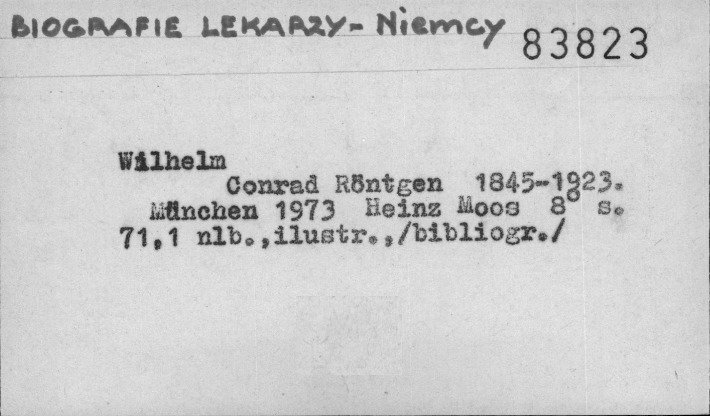 BIOGRAFIE LEKARZY - Niemcy 83823
Wilhelm
Conrad Röntgen 1845-1923.
München 1973 Heinz Moos 8° s.
71,1 nlb.,ilustr.,/bibliogr./